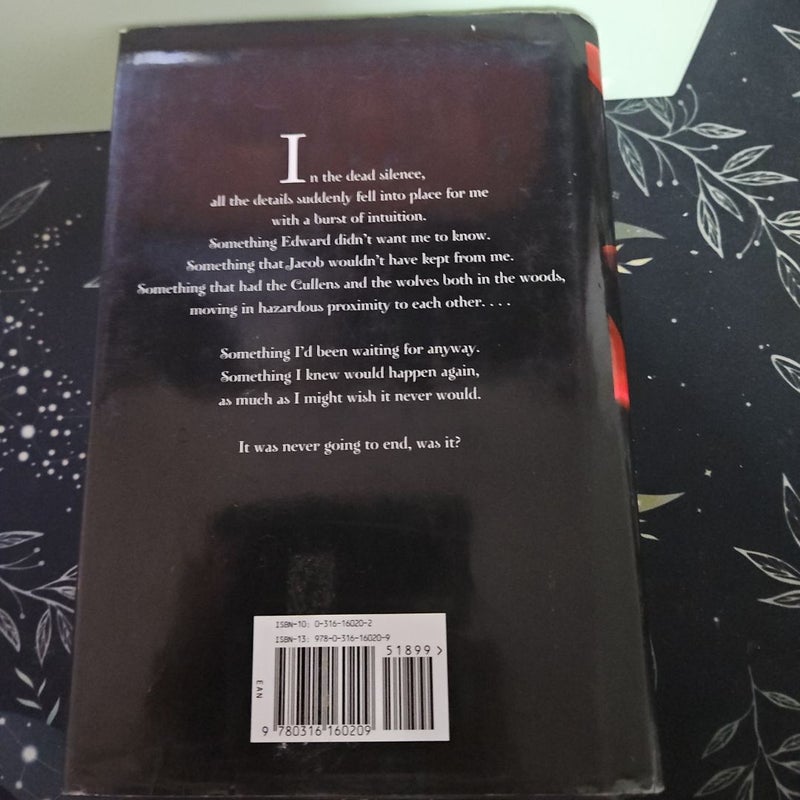 In the dead silence,
all the details suddenly fell into place for me
with a burst of intuition.
Something Edward didn't want me to know.
Something that Jacob wouldn't have kept from me.
Something that had the Cullens and the wolves both in the woods,
moving in hazardous proximity to each other. . . .
Something I'd been waiting for anyway.
Something I knew would happen again,
as much as I might wish it never would.
It was never going to end, was it?
ISBN-10: 0-316-16020-2
ISBN-13: 978-0-316-16020-9
51899>
EAN
9 780316 160209